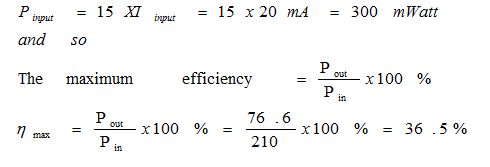 P input = 15 XI input = 15 x 20 mA = 300 mWatt
and so
The maximum efficiency = P out / P in x 100 %
η max = P out / P in x 100 % = 76 .6 / 210 x 100 % = 36 .5 %